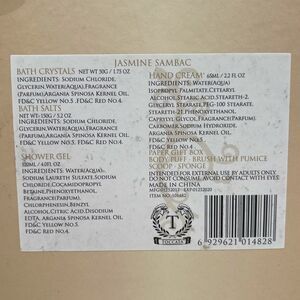 JASMINE SAMBAC
BATH CRYSTALS
NET WT 50G / 1.75 OZ
INGREDIENTS: SODIUM CHLORIDE,
GLYCERIN,WATER(AQUA),FRAGRANCE
(PARFUM),ARGANIA SPINOSA KERNEL OIL.
FD&C YELLOW NO.5 .FD&C RED NO.4.
BATH SALTS
NET WT: 150G / 5.2 OZ
INGREDIENTS: SODIUM CHLORIDE,
GLYCERIN,WATER(AQUA),FRAGRANCE
(PARFUM),ARGANIA SPINOSA KERNEL OIL.
FD&C YELLOW NO.5 .
FD&C RED NO.4.
SHOWER GEL
INGREDIENTS: WATER(AQUA),
SODIUM LAURETH SULFATE,SODIUM
CHLORIDE,COCAMIDOPROPYL
BETAINE,PHENOXYETHANOL,
FRAGRANCE(PARFUM),
CHLORPHENESIN,BENZYL
ALCOHOL,CITRIC ACID,DISODIUM
EDTA, ARGANIA SPINOSA KERNEL OIL.
FD&C YELLOW NO.5 .
FD&C RED NO.4.
HAND CREAM
65ML / 2.2 FL OZ
INGREDIENTS: WATER(AQUA),
ISOPROPYL PALMITATE,CETEARYL
ALCOHOL,STEARIC ACID,STEARETH-2,
GLYCERYL STEARATE,PEG-100 STEARATE,
STEARETH-21,PHENOXYETHANOL,
CAPRYLYL GLYCOL,FRAGRANCE(PARFUM),
CARBOMER,SODIUM HYDROXIDE,
ARGANIA SPINOSA KERNEL OIL.
FD&C YELLOW NO.5 .
FD&C RED NO.4.
PAPER GIFT BOX
BODY PUFF · BRUSH WITH PUMICE
SCOOP · SPONGE
INTENDED FOR EXTERNAL USE BY ADULTS ONLY.
DO NOT CONSUME. AVOID CONTACT WITH EYES
MADE IN CHINA
T
TOCCATA
6 929621 014828